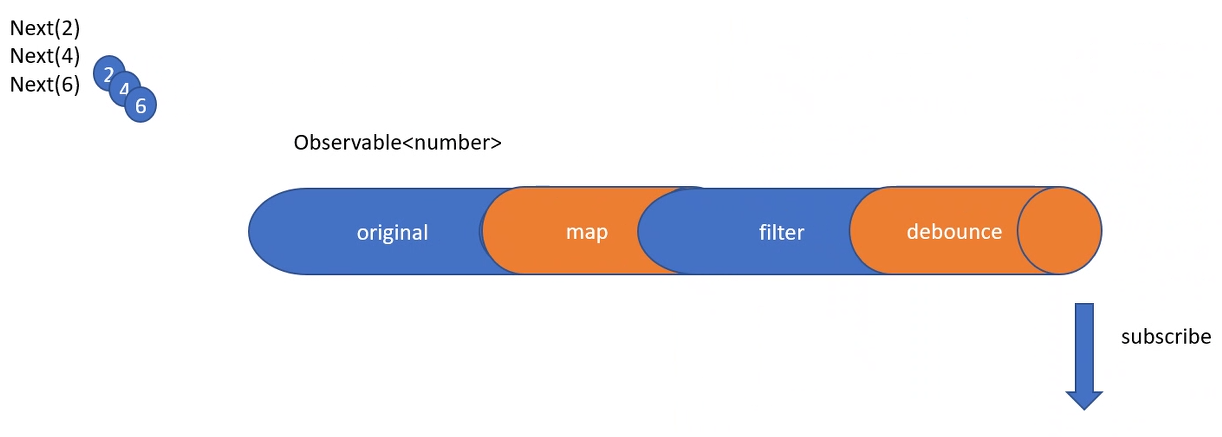 Next(2)
Next(4)
Next(6)
2
4
6
Observable<number>
original
map
filter
debounce
subscribe